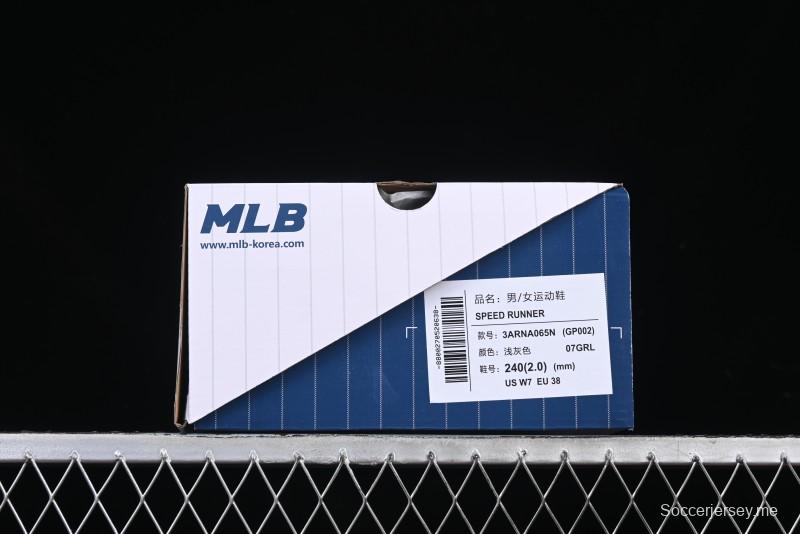 MLB
www.mlb-korea.com
品名：男/女运动鞋
SPEED RUNNER
款号：3ARNA065N (GP002)
颜色：浅灰色 07GRL
鞋号：240(2.0) (mm)
US W7 EU 38
Soccerjersey.me